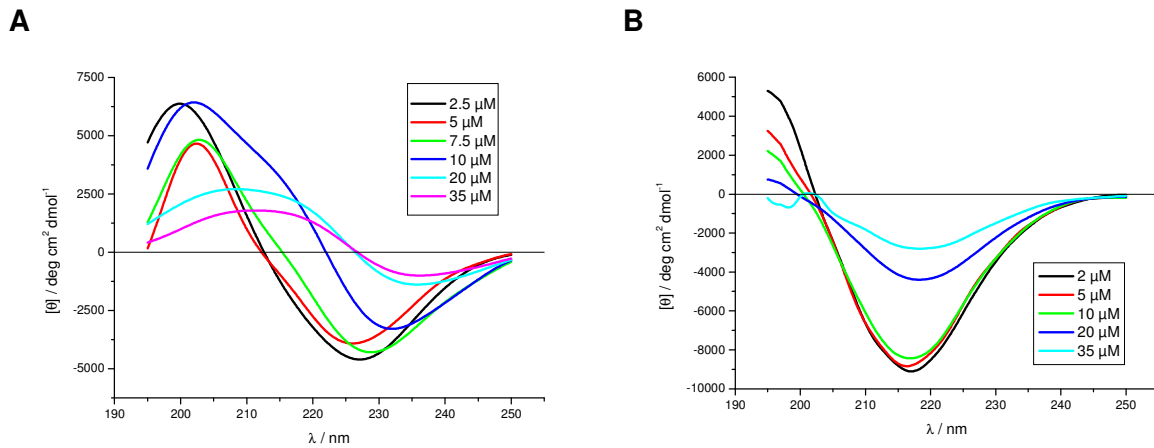 A
B
[θ] / deg cm² dmol⁻¹
7500
5000
2500
0
-2500
-5000
190
200
210
220
230
240
250
λ / nm
2.5 µM
5 µM
7.5 µM
10 µM
20 µM
35 µM
[θ] / deg cm² dmol⁻¹
6000
4000
2000
0
-2000
-4000
-6000
-8000
-10000
190
200
210
220
230
240
250
λ / nm
2 µM
5 µM
10 µM
20 µM
35 µM